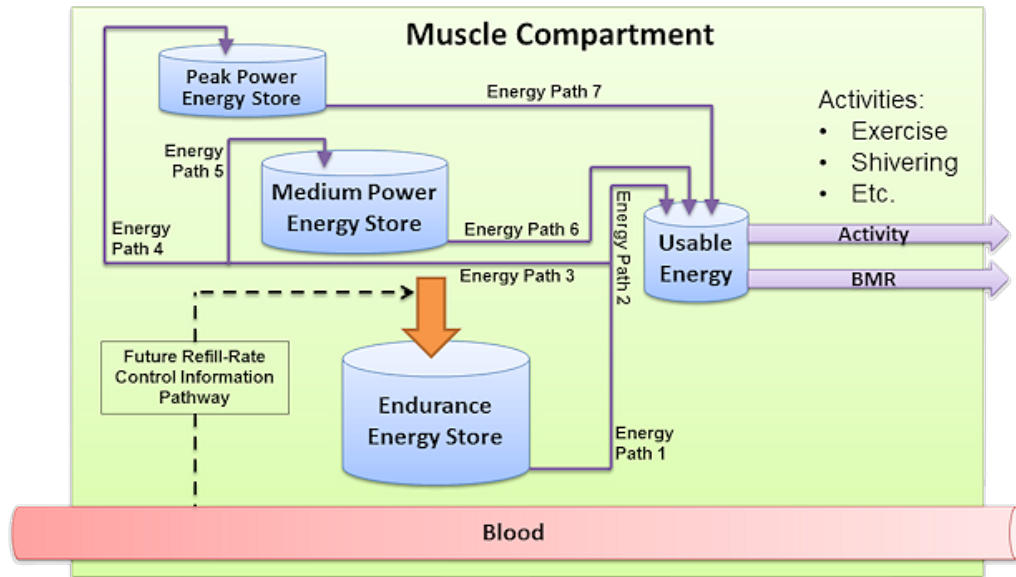 Muscle Compartment
Peak Power
Energy Store
Energy Path 7
Activities:
• Exercise
• Shivering
• Etc.
Energy
Path 5
Medium Power
Energy Store
Energy Path 6
Energy
Path 4
Energy Path 3
Energy Path 2
Usable
Energy
Activity
BMR
Future Refill-Rate
Control Information
Pathway
Endurance
Energy Store
Energy
Path 1
Blood